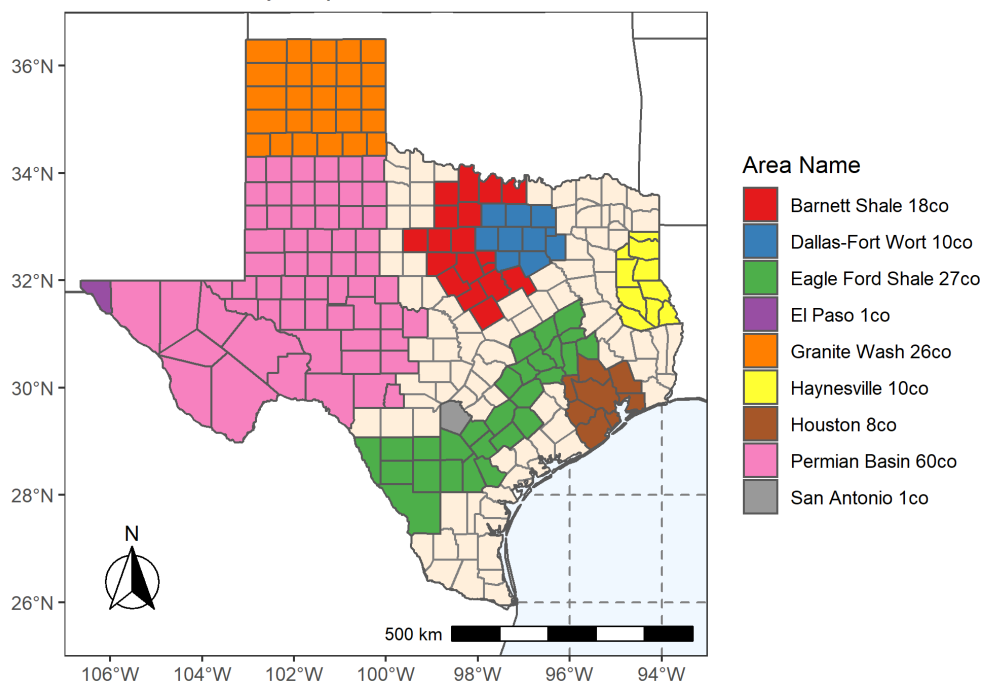 36°N
34°N
32°N
30°N
28°N
26°N
N
500 km
106°W
104°W
102°W
100°W
98°W
96°W
94°W
Area Name
Barnett Shale 18co
Dallas-Fort Wort 10co
Eagle Ford Shale 27co
El Paso 1co
Granite Wash 26co
Haynesville 10co
Houston 8co
Permian Basin 60co
San Antonio 1co